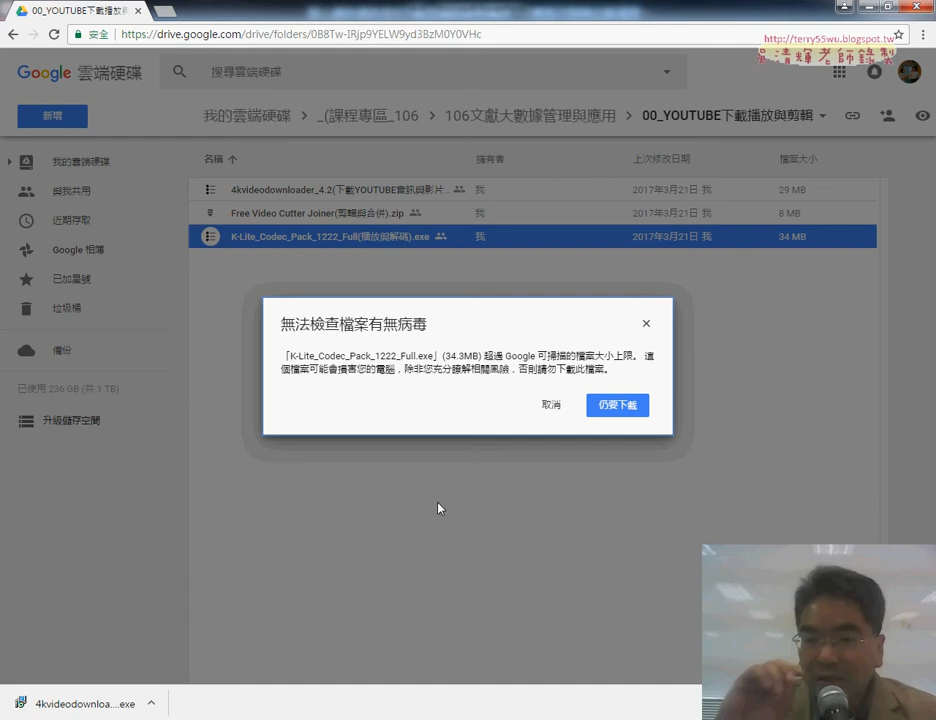 00_YOUTUBE下載播放與
安全 https://drive.google.com/drive/folders/0B8Tw-IRjp9YELW9yd3BzM0Y0VHc
http://terry55wu.blogspot.tw
吳清輝老師錄製
Google 雲端硬碟
搜尋雲端硬碟
新增
我的雲端硬碟 > _(課程專區_106 > 106文獻大數據管理與應用 > 00_YOUTUBE下載播放與剪輯
名稱 擁有者 上次修改日期 檔案大小
我的雲端硬碟
與我共用
近期存取
Google 相簿
已加星號
垃圾桶
備份
已使用 236 GB (共 1 TB)
升級儲存空間
4kvideodownloader_4.2(下載YOUTUBE音訊與影片... 我 2017年3月21日 我 29 MB
Free Video Cutter Joiner(剪輯與合併).zip 我 2017年3月21日 我 8 MB
K-Lite_Codec_Pack_1222_Full(播放與解碼).exe 我 2017年3月21日 我 34 MB
無法檢查檔案有無病毒
「K-Lite_Codec_Pack_1222_Full.exe」(34.3MB) 超過 Google 可掃描的檔案大小上限。 這
個檔案可能會損害您的電腦，除非您充分瞭解相關風險，否則請勿下載此檔案。
取消 仍要下載
4kvideodownloa....exe